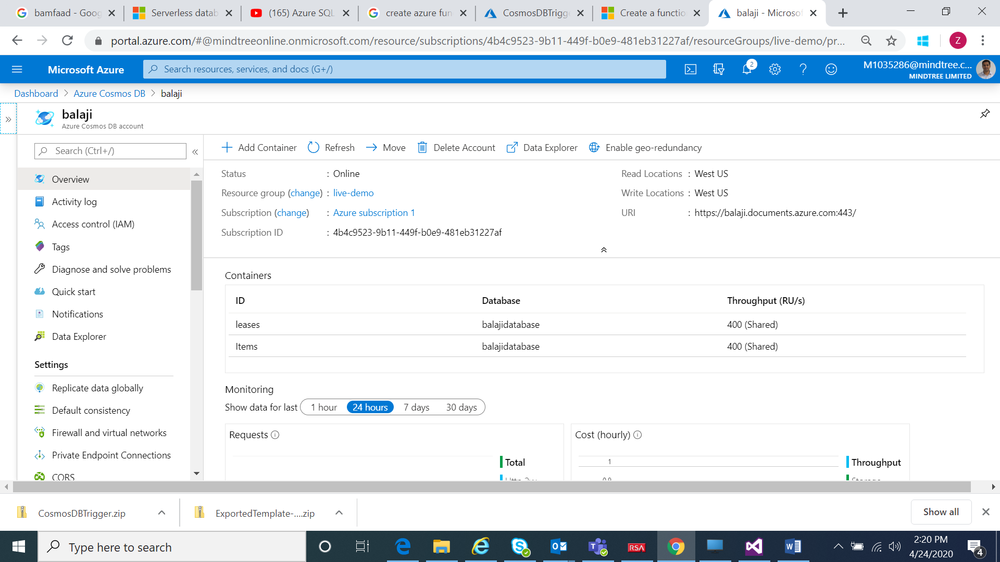 bamfaad - Goog
Serverless datab
(165) Azure SQL
create azure fun
CosmosDBTrigge
Create a functio
balaji - Microsof
portal.azure.com/#@mindtreeonline.onmicrosoft.com/resource/subscriptions/4b4c9523-9b11-449f-b0e9-481eb31227af/resourceGroups/live-demo/pr...
Z
Microsoft Azure
Search resources, services, and docs (G+/)
2
M1035286@mindtree.c...
MINDTREE LIMITED
Dashboard > Azure Cosmos DB > balaji
balaji
Azure Cosmos DB account
Search (Ctrl+/)
Overview
Activity log
Access control (IAM)
Tags
Diagnose and solve problems
Quick start
Notifications
Data Explorer
Settings
Replicate data globally
Default consistency
Firewall and virtual networks
Private Endpoint Connections
CORS
Add Container
Refresh
Move
Delete Account
Data Explorer
Enable geo-redundancy
Status : Online
Resource group (change) : live-demo
Subscription (change) : Azure subscription 1
Subscription ID : 4b4c9523-9b11-449f-b0e9-481eb31227af
Read Locations : West US
Write Locations : West US
URI : https://balaji.documents.azure.com:443/
Containers
ID Database Throughput (RU/s)
leases balajidatabase 400 (Shared)
Items balajidatabase 400 (Shared)
Monitoring
Show data for last 1 hour 24 hours 7 days 30 days
Requests
Total
Cost (hourly)
1
0.9
Throughput
Storage
CosmosDBTrigger.zip
ExportedTemplate-....zip
Show all
Type here to search
RSA
2:20 PM
4/24/2020
4